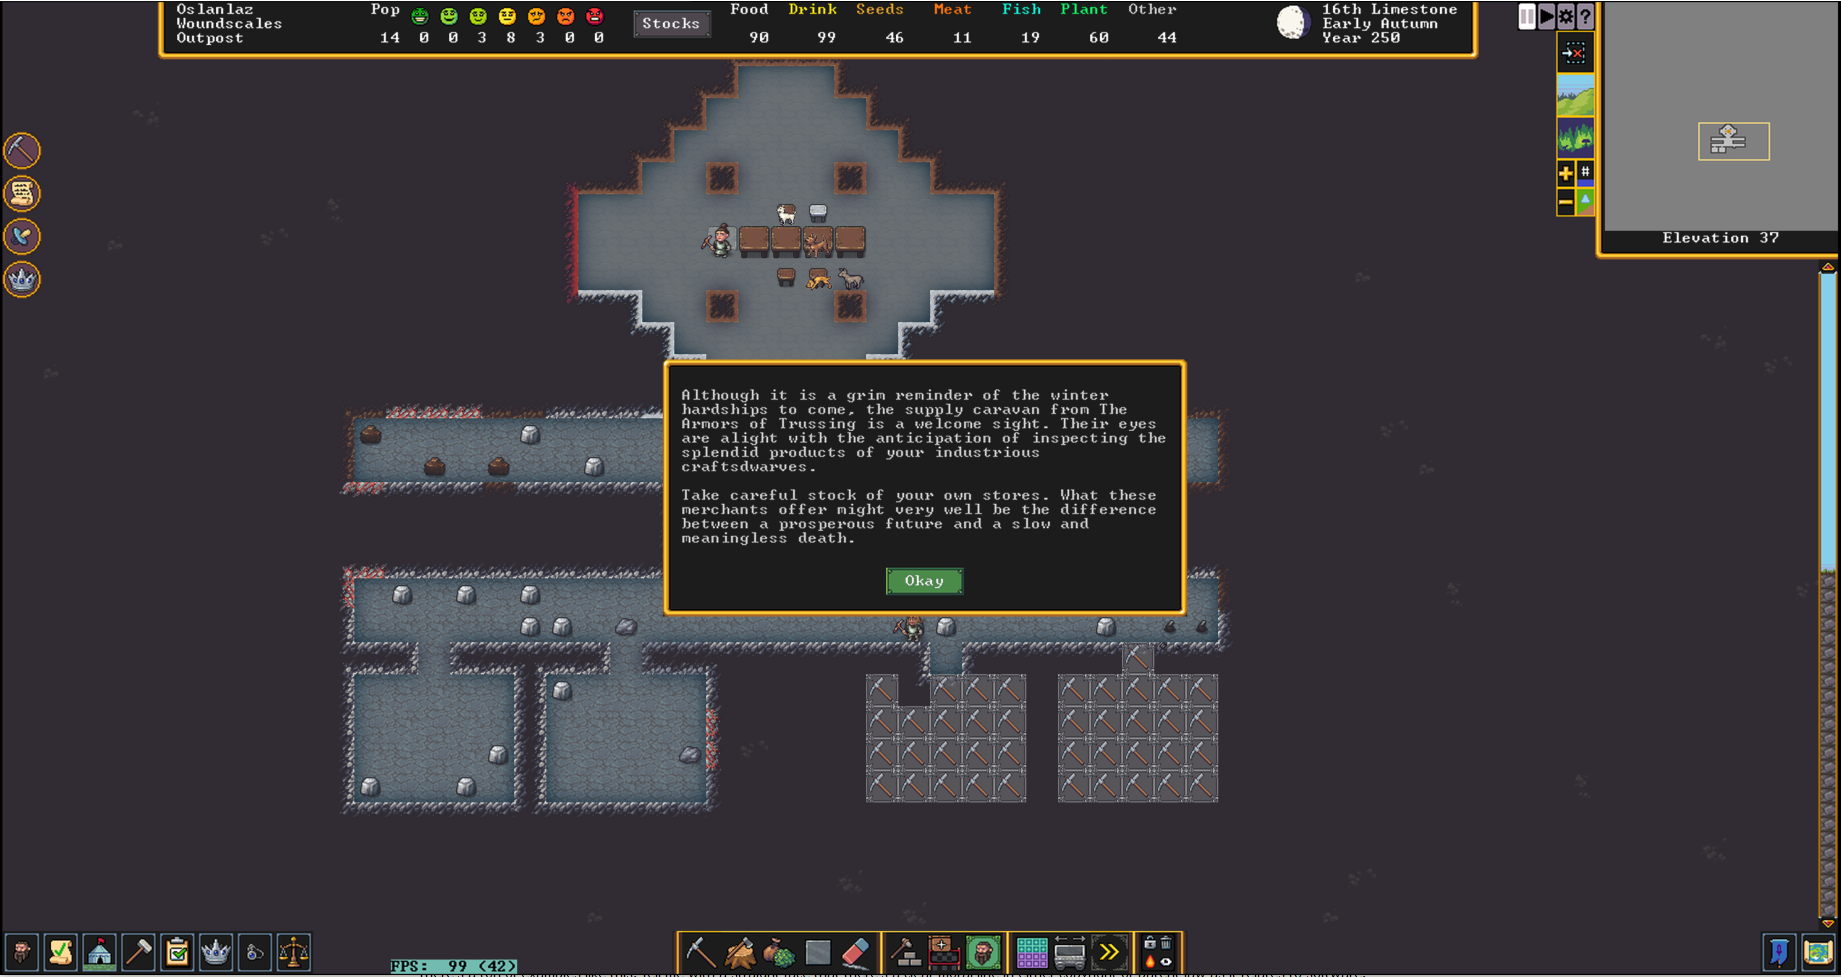 Oslanlaz
Woundscales
Outpost
Pop
14 0 0 3 8 3 0 0
Stocks
Food Drink Seeds Meat Fish Plant Other
90 99 46 11 19 60 44
16th Limestone
Early Autumn
Year 250
?
#
Elevation 37
Although it is a grim reminder of the winter
hardships to come, the supply caravan from The
Armors of Trussing is a welcome sight. Their eyes
are alight with the anticipation of inspecting the
splendid products of your industrious
craftsdwarves.
Take careful stock of your own stores. What these
merchants offer might very well be the difference
between a prosperous future and a slow and
meaningless death.
Okay
FPS: 99 (42)